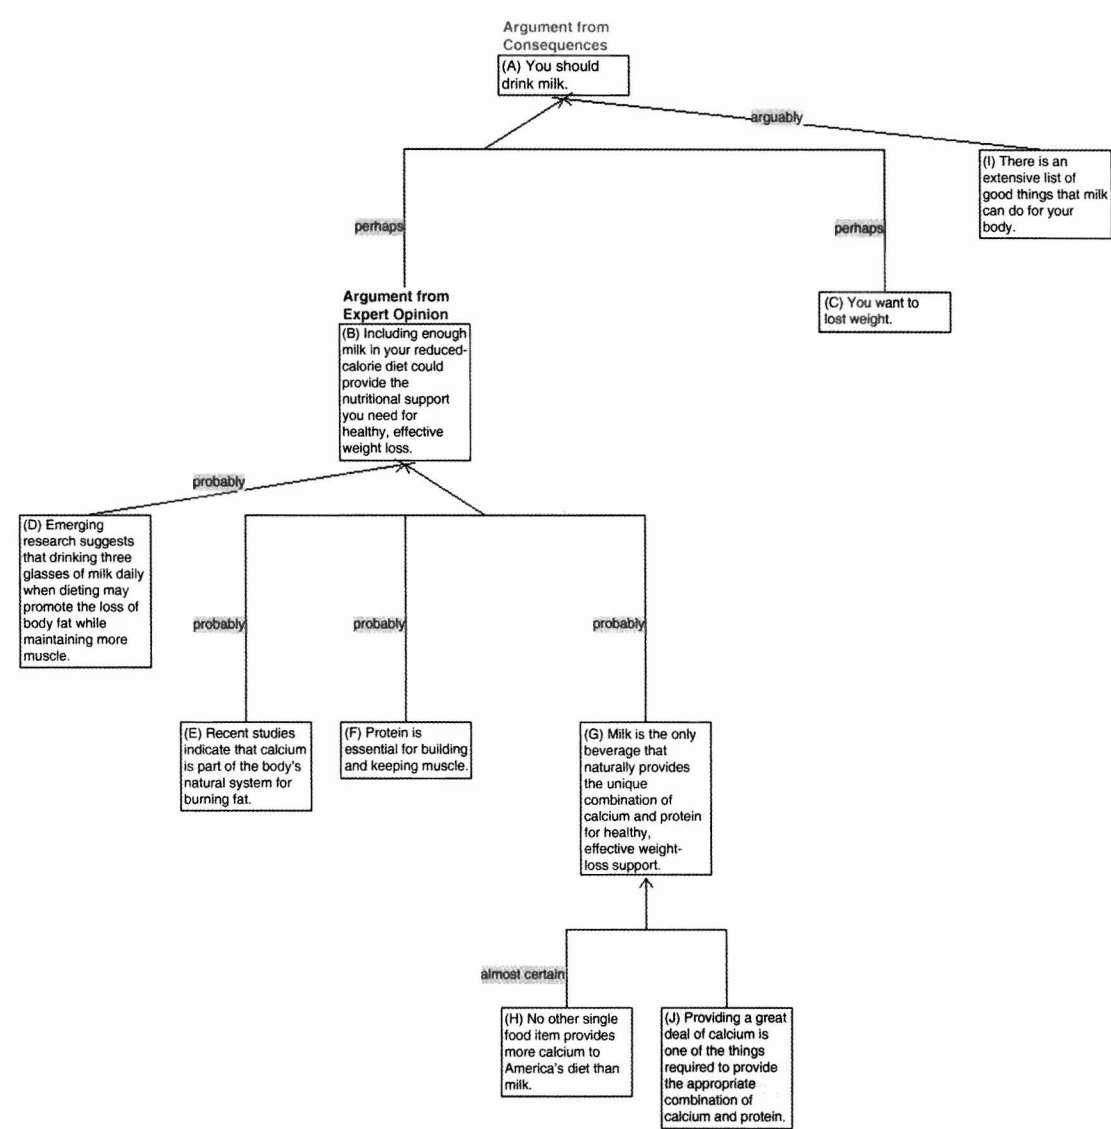 Argument from
Consequences
(A) You should
drink milk.
arguably
(I) There is an
extensive list of
good things that milk
can do for your
body.
perhaps
perhaps
Argument from
Expert Opinion
(B) Including enough
milk in your reduced-
calorie diet could
provide the
nutritional support
you need for
healthy, effective
weight loss.
(C) You want to
lost weight.
probably
(D) Emerging
research suggests
that drinking three
glasses of milk daily
when dieting may
promote the loss of
body fat while
maintaining more
muscle.
probably
probably
probably
(E) Recent studies
indicate that calcium
is part of the body's
natural system for
burning fat.
(F) Protein is
essential for building
and keeping muscle.
(G) Milk is the only
beverage that
naturally provides
the unique
combination of
calcium and protein
for healthy,
effective weight-
loss support.
almost certain
(H) No other single
food item provides
more calcium to
America's diet than
milk.
(J) Providing a great
deal of calcium is
one of the things
required to provide
the appropriate
combination of
calcium and protein.